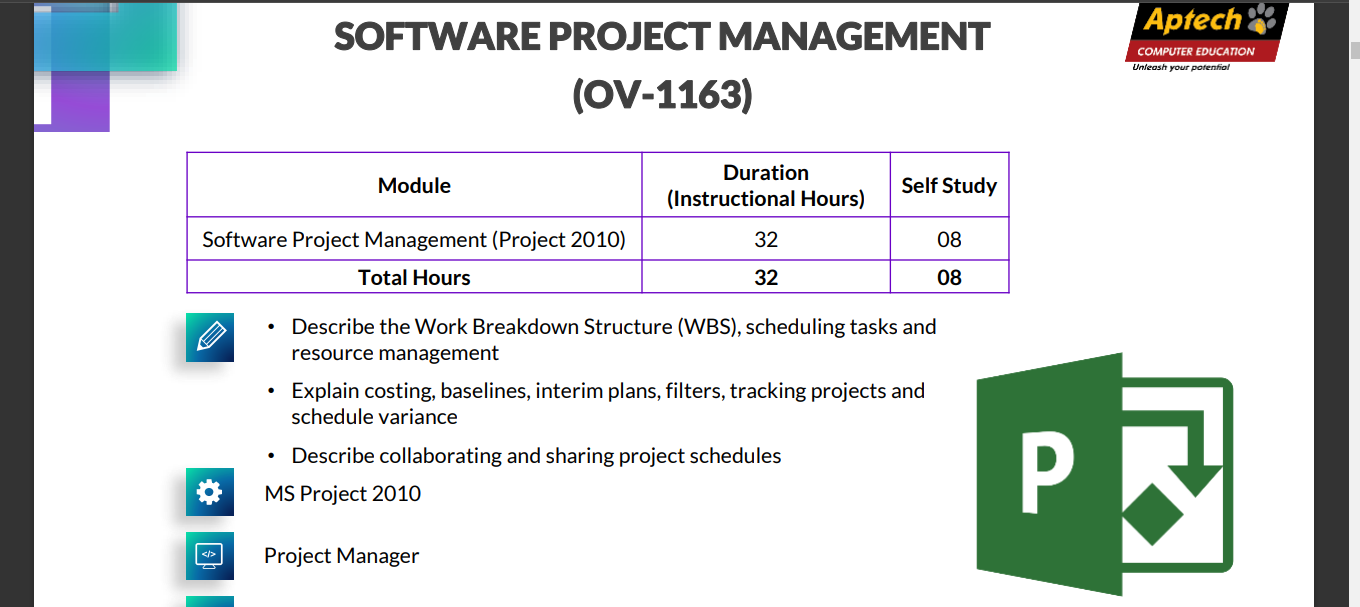 SOFTWARE PROJECT MANAGEMENT
(OV-1163)
Aptech
COMPUTER EDUCATION
Unleash your potential
Module
Duration
(Instructional Hours)
Self Study
Software Project Management (Project 2010)
32
08
Total Hours
32
08
• Describe the Work Breakdown Structure (WBS), scheduling tasks and
resource management
• Explain costing, baselines, interim plans, filters, tracking projects and
schedule variance
• Describe collaborating and sharing project schedules
MS Project 2010
</>
Project Manager
P